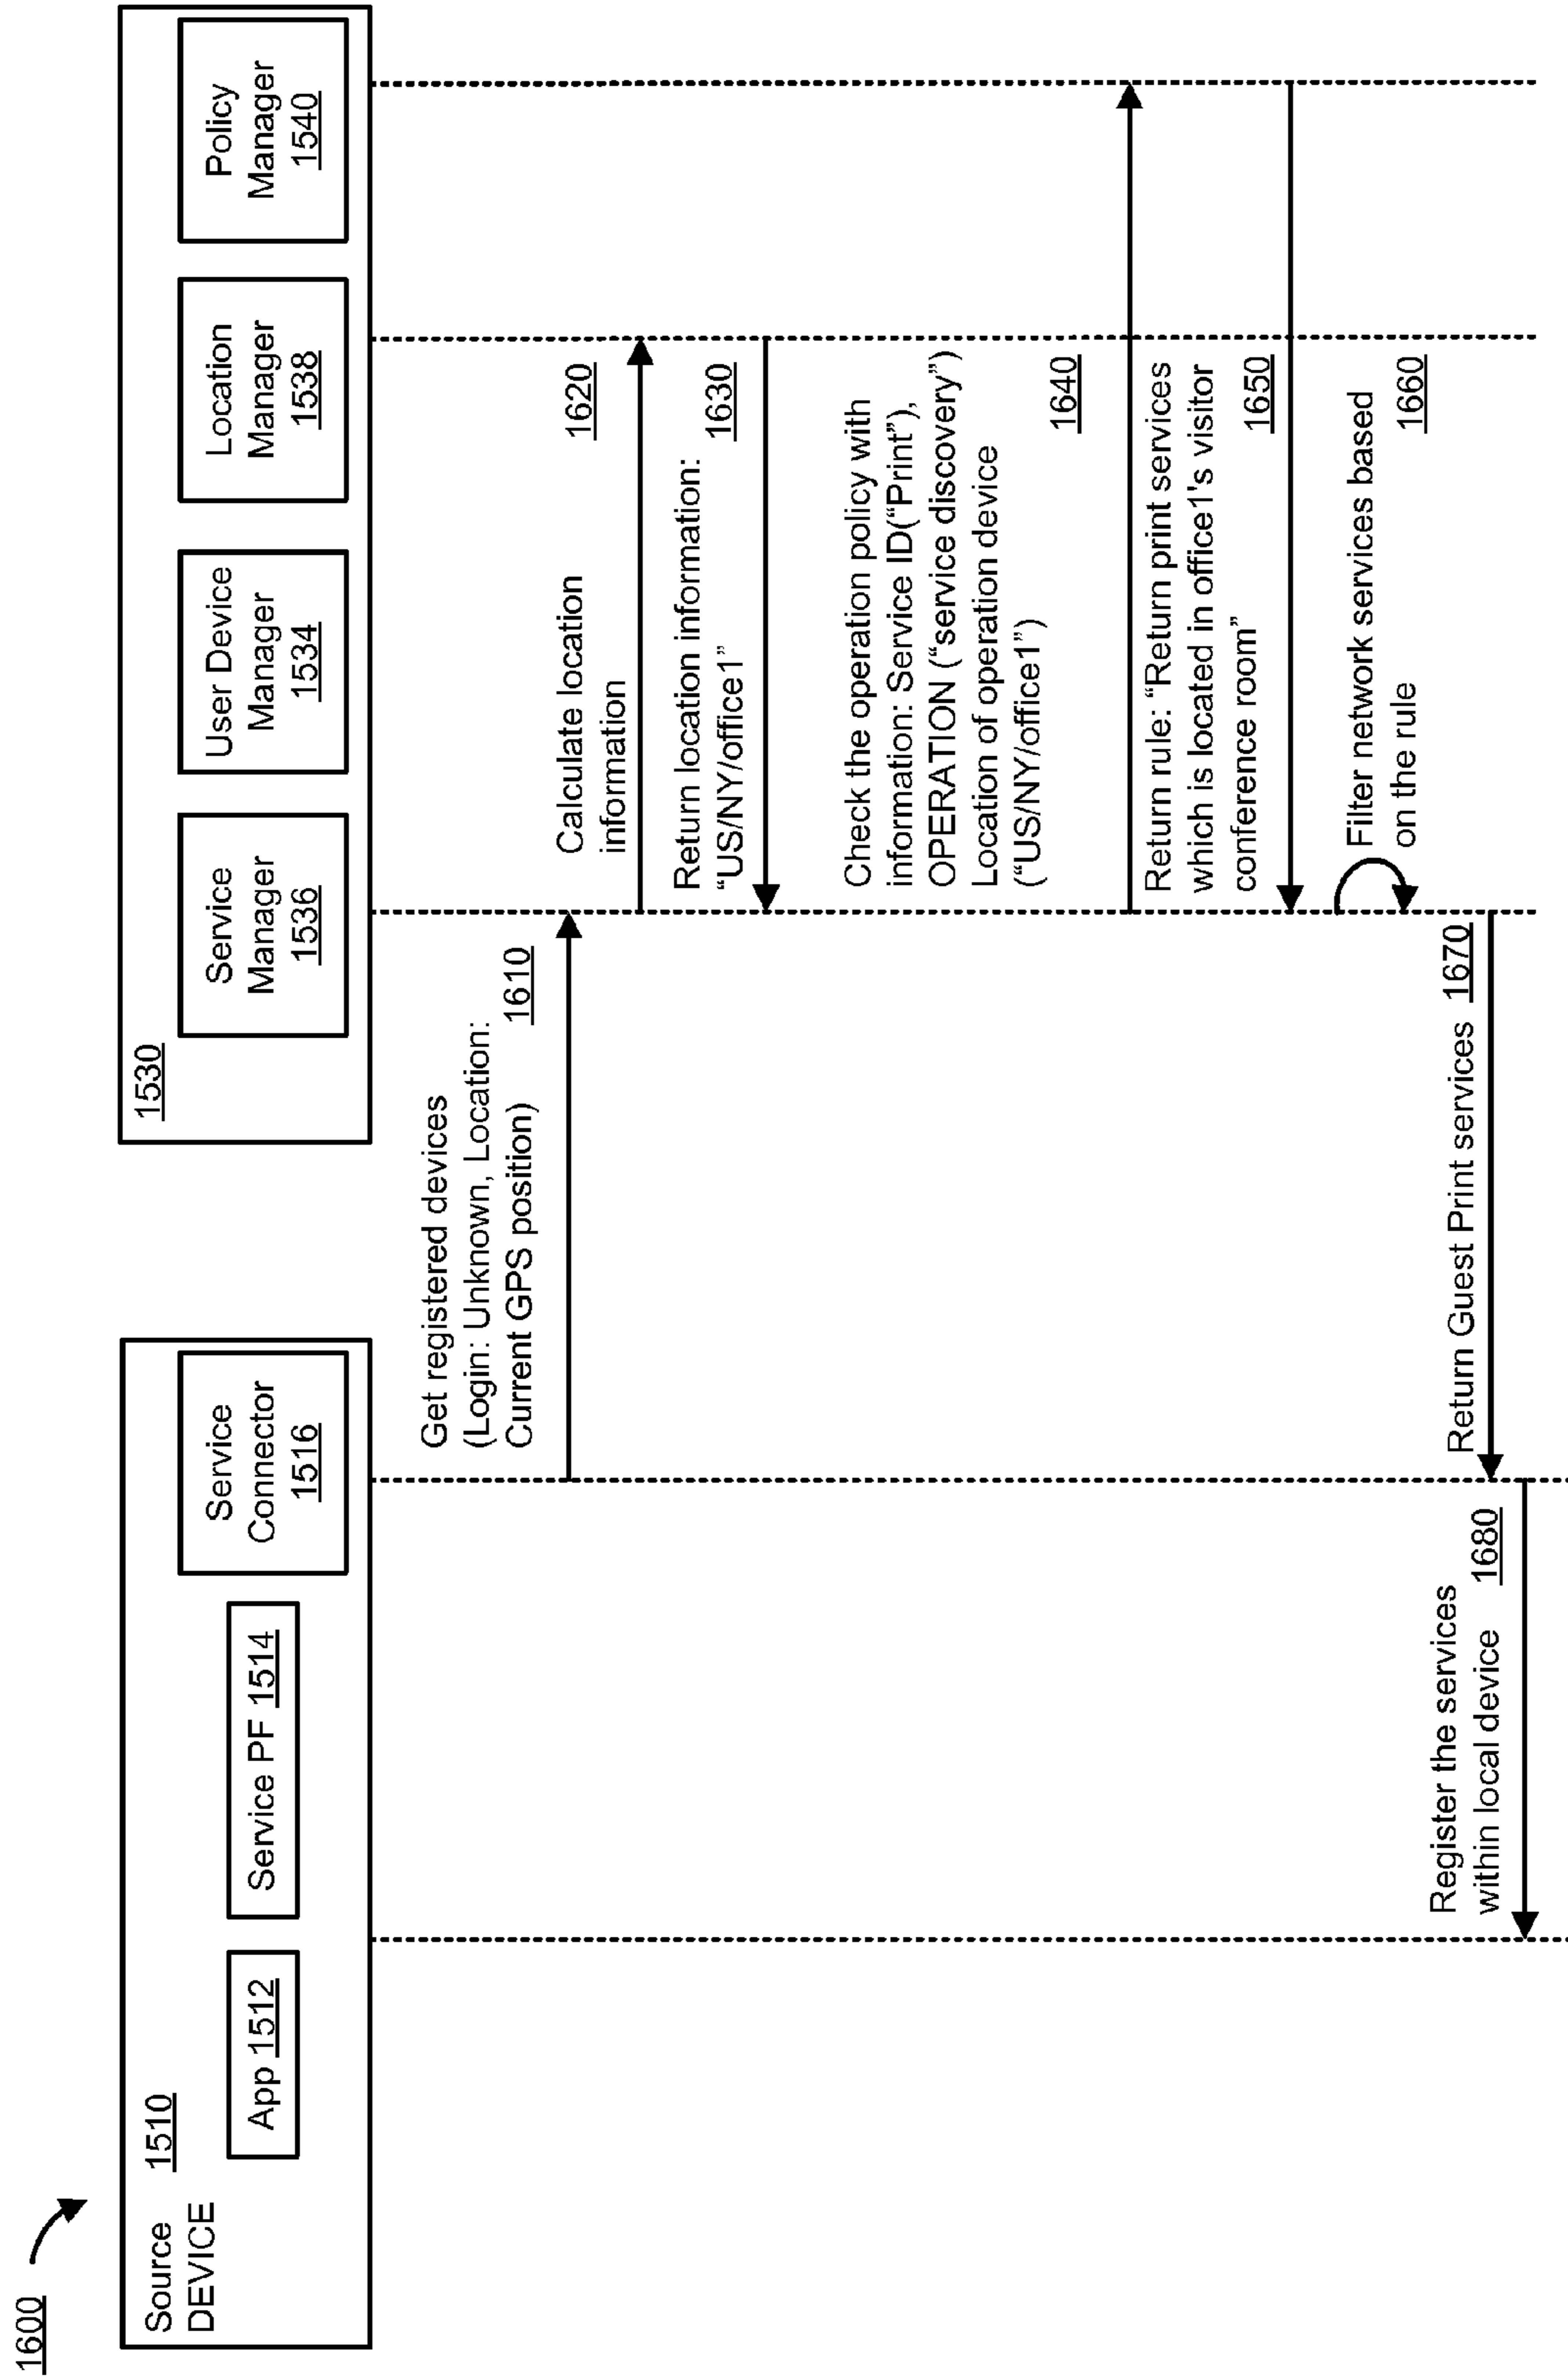 1600
Source
DEVICE
1510
App 1512
Service PF 1514
Service
Connector
1516
1530
Service
Manager
1536
User Device
Manager
1534
Location
Manager
1538
Policy
Manager
1540
Get registered devices
(Login: Unknown, Location:
Current GPS position)
1610
Calculate location
information
1620
Return location information:
“US/NY/office1”
1630
Check the operation policy with
information: Service ID(“Print”),
OPERATION (“service discovery”)
Location of operation device
(“US/NY/office1”)
1640
Return rule: “Return print services
which is located in office1's visitor
conference room”
1650
Filter network services based
on the rule
1660
Return Guest Print services 1670
Register the services
within local device
1680